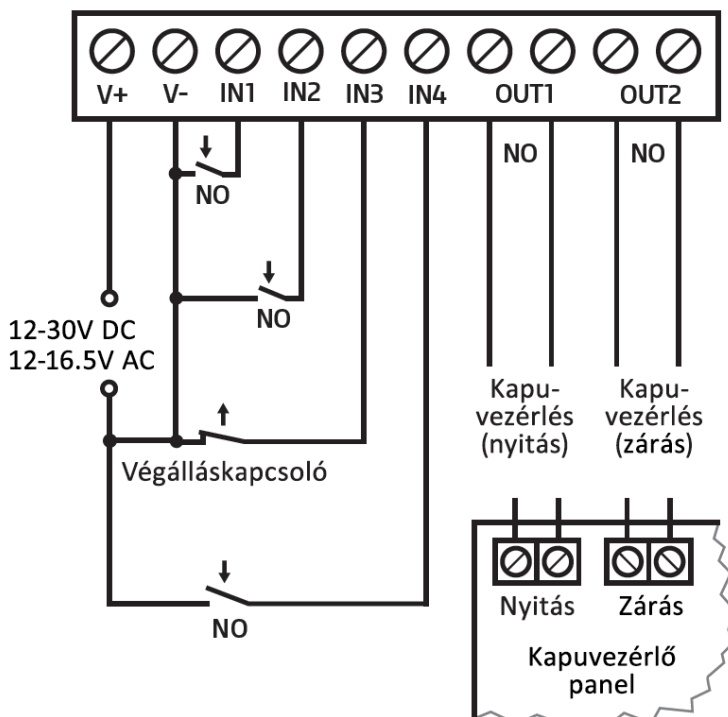 V+ V- IN1 IN2 IN3 IN4 OUT1 OUT2
NO
NO
NO
NO
12-30V DC
12-16.5V AC
Végálláskapcsoló
NO
Kapu-
vezérlés
(nyitás)
Kapu-
vezérlés
(zárás)
Nyitás
Zárás
Kapuvezérlő
panel